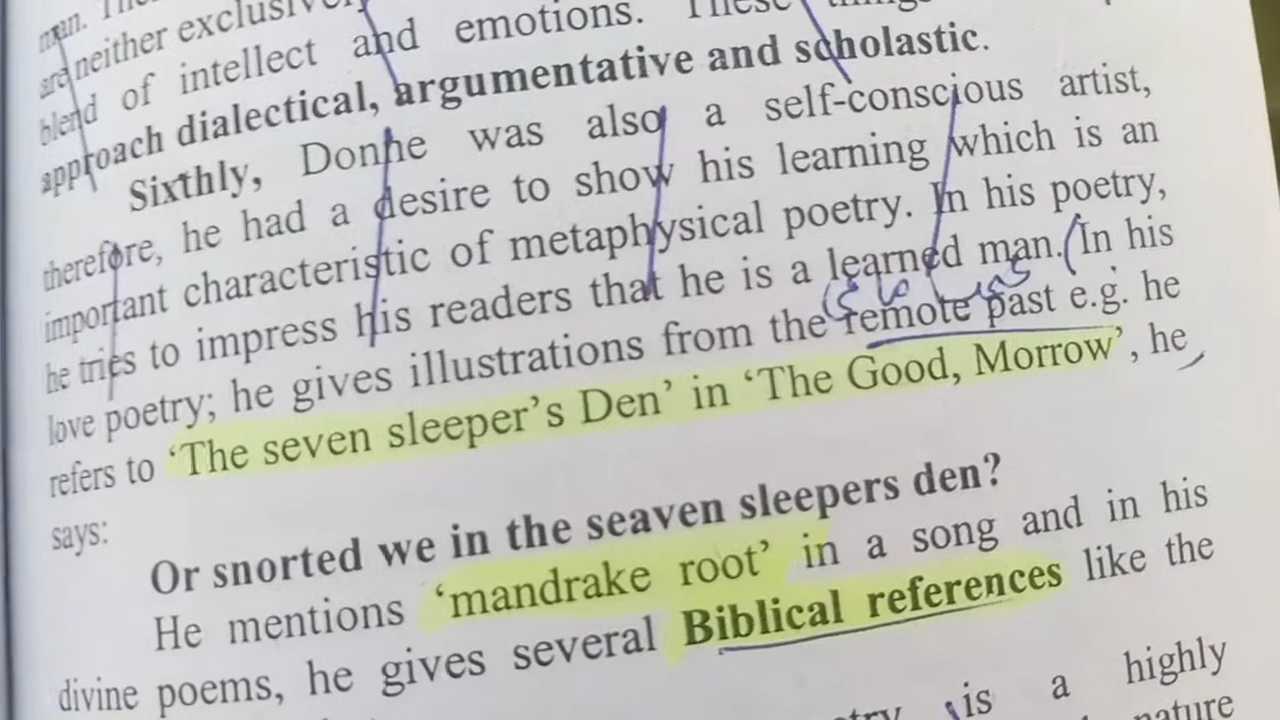 man.
are neither exclusively
blend of intellect and emotions. These things
approach dialectical, argumentative and scholastic.
Sixthly, Donne was also a self-conscious artist,
therefore, he had a desire to show his learning which is an
important characteristic of metaphysical poetry. In his poetry,
he tries to impress his readers that he is a learned man. (In his
love poetry; he gives illustrations from the remote past e.g. he
refers to ‘The seven sleeper’s Den’ in ‘The Good, Morrow’, he
says:
Or snorted we in the seaven sleepers den?
He mentions ‘mandrake root’ in a song and in his
divine poems, he gives several Biblical references like the
is a highly
nature